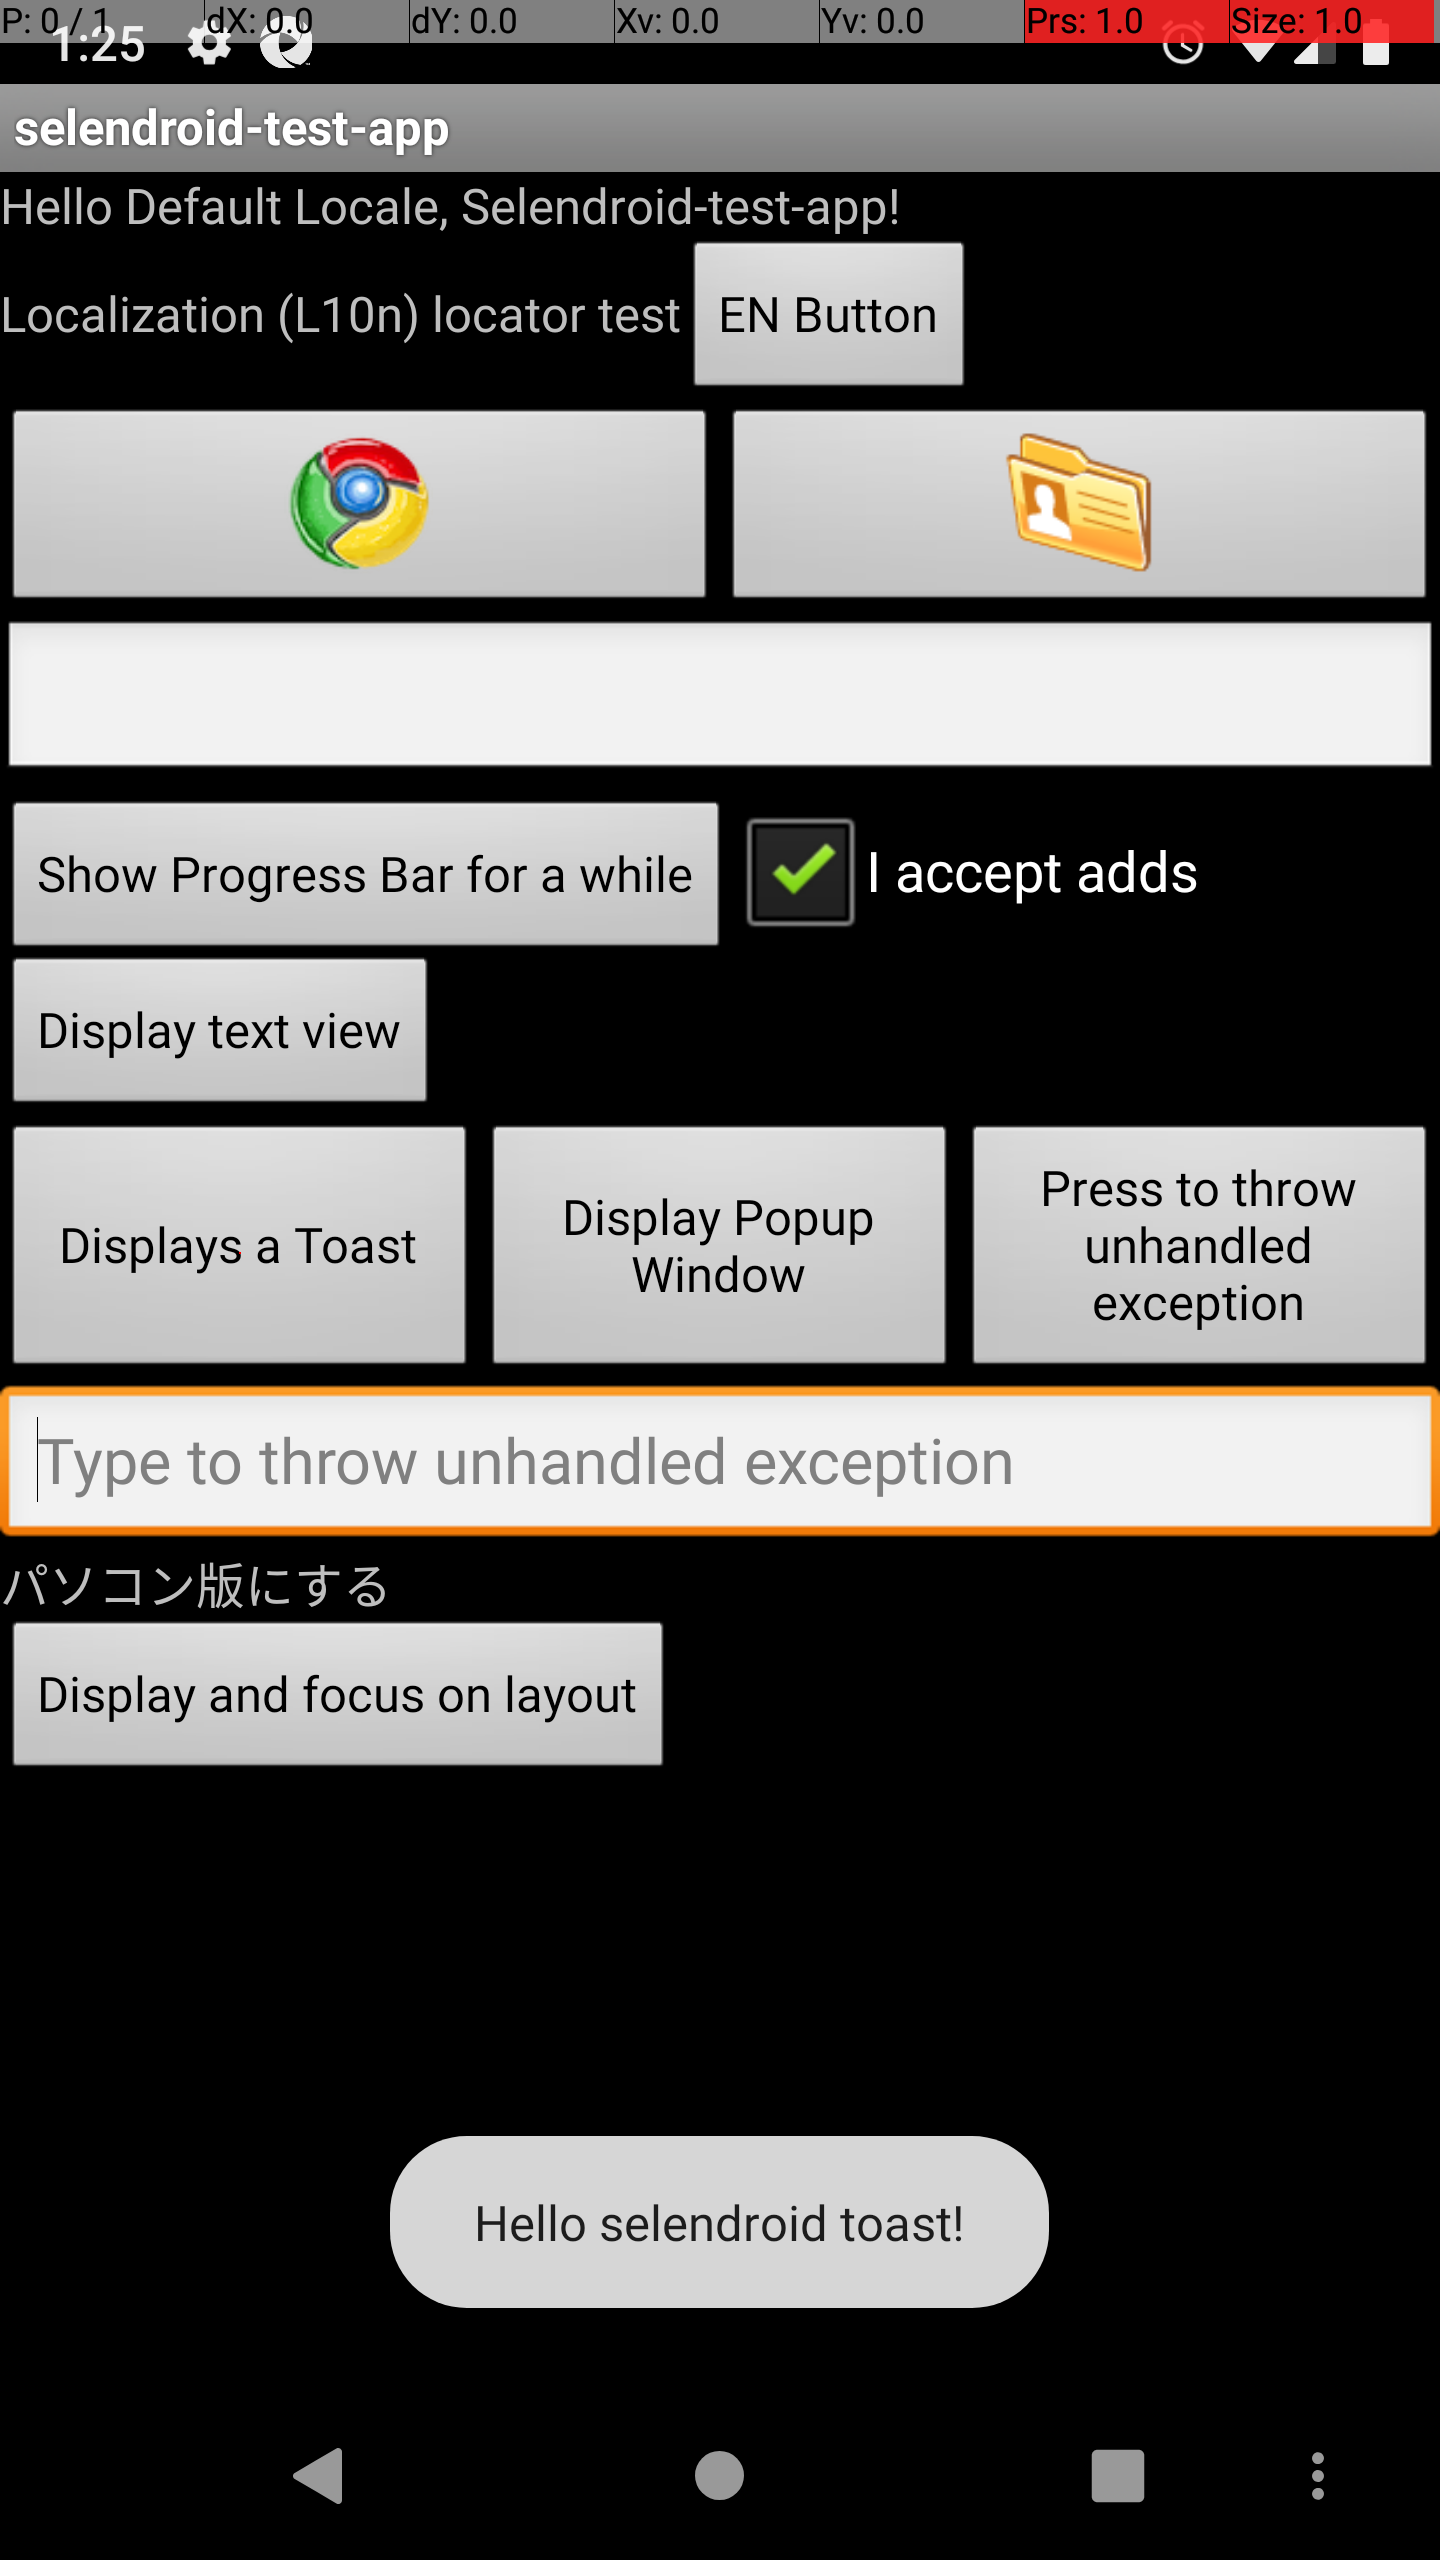 P: 0 / 1 dX: 0.0 dY: 0.0 Xv: 0.0 Yv: 0.0 Prs: 1.0 Size: 1.0
1:25
selendroid-test-app
Hello Default Locale, Selendroid-test-app!
Localization (L10n) locator test EN Button
Show Progress Bar for a while I accept adds
Display text view
Displays a Toast
Display Popup
Window
Press to throw
unhandled
exception
Type to throw unhandled exception
パソコン版にする
Display and focus on layout
Hello selendroid toast!